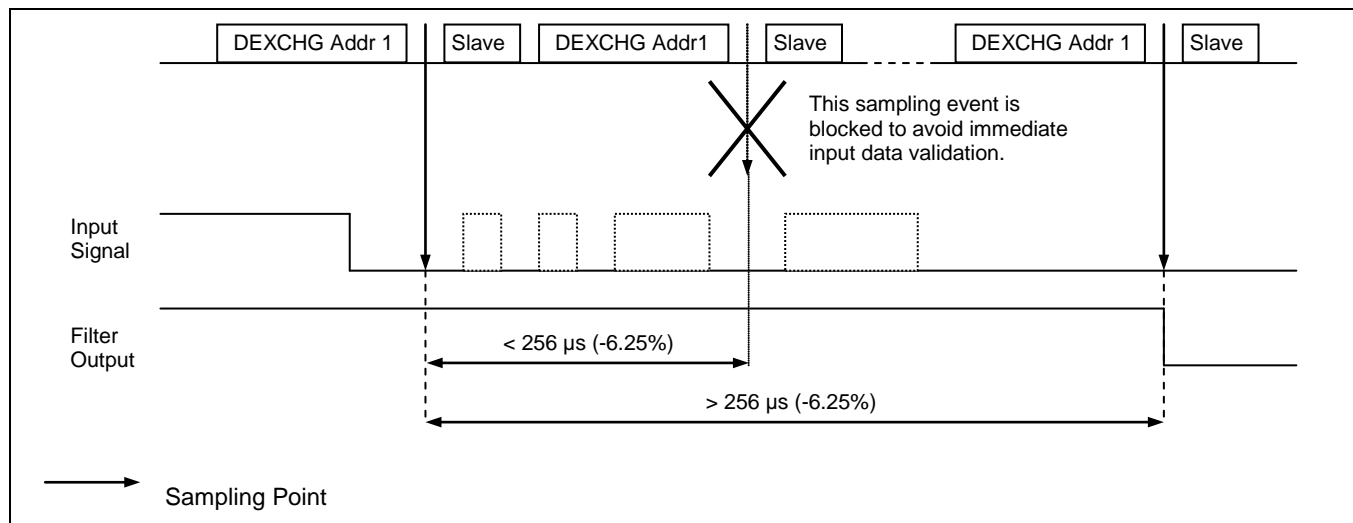 DEXCHG Addr 1
Slave
DEXCHG Addr1
Slave
DEXCHG Addr 1
Slave
This sampling event is
blocked to avoid immediate
input data validation.
Input
Signal
Filter
Output
< 256 µs (-6.25%)
> 256 µs (-6.25%)
Sampling Point